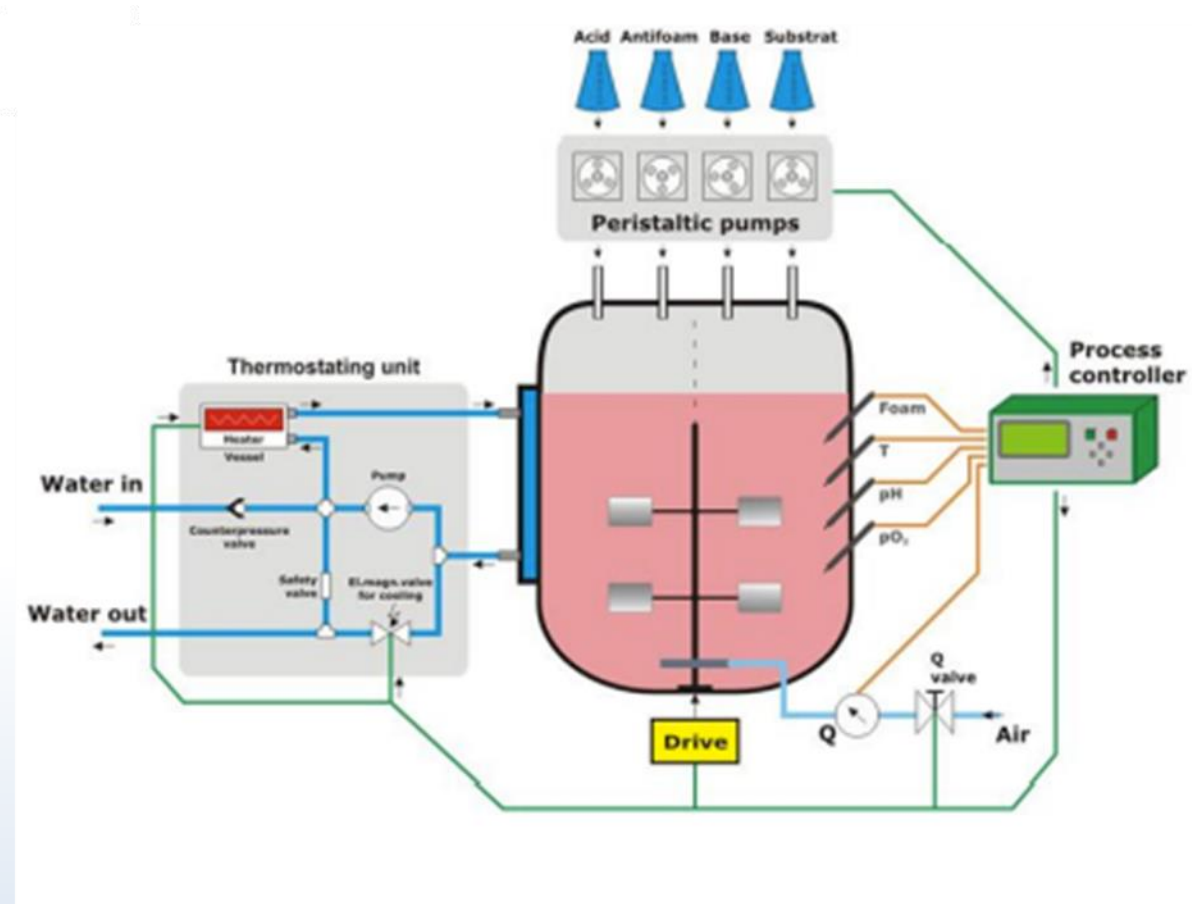 Acid Antifoam Base Substrat
Peristaltic pumps
Process
controller
Thermostating unit
Heater
Vessel
Pump
Water in
Counterpressure
valve
Safety
valve
El.magn.valve
for cooling
Water out
Foam
T
pH
pO₂
Q
valve
Q
Air
Drive